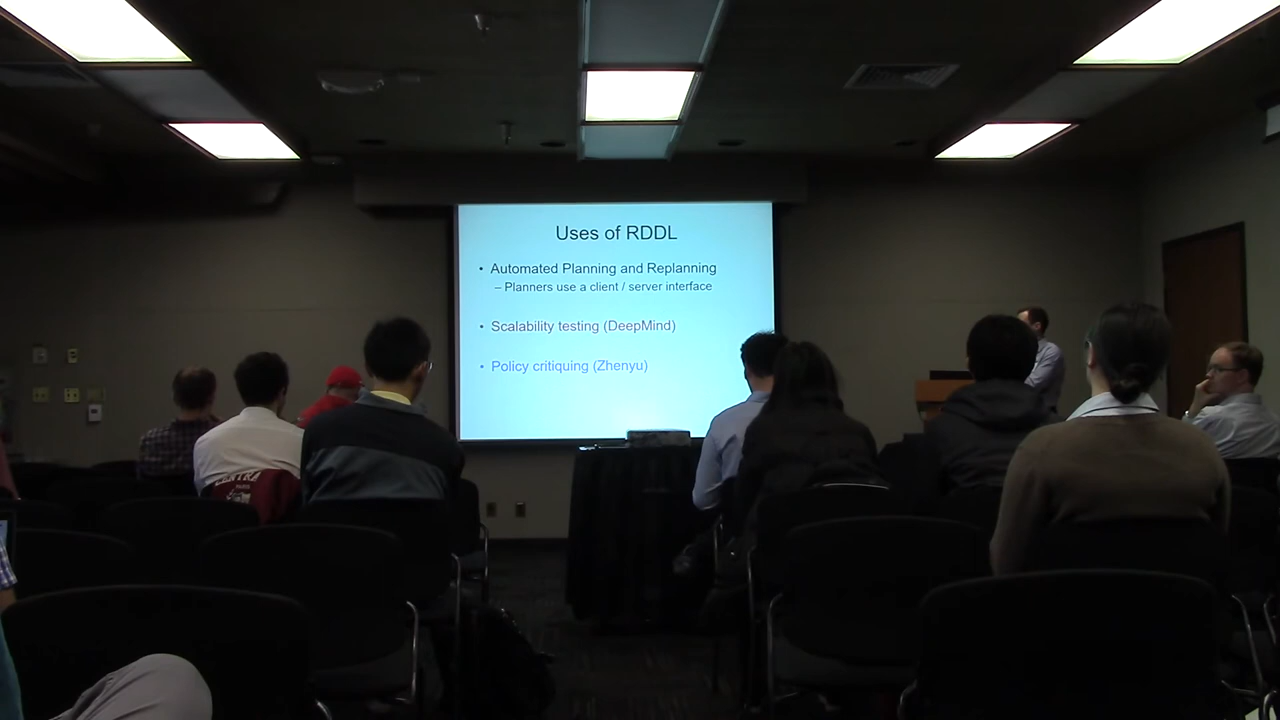 Uses of RDDL
• Automated Planning and Replanning
– Planners use a client / server interface
• Scalability testing (DeepMind)
• Policy critiquing (Zhenyu)